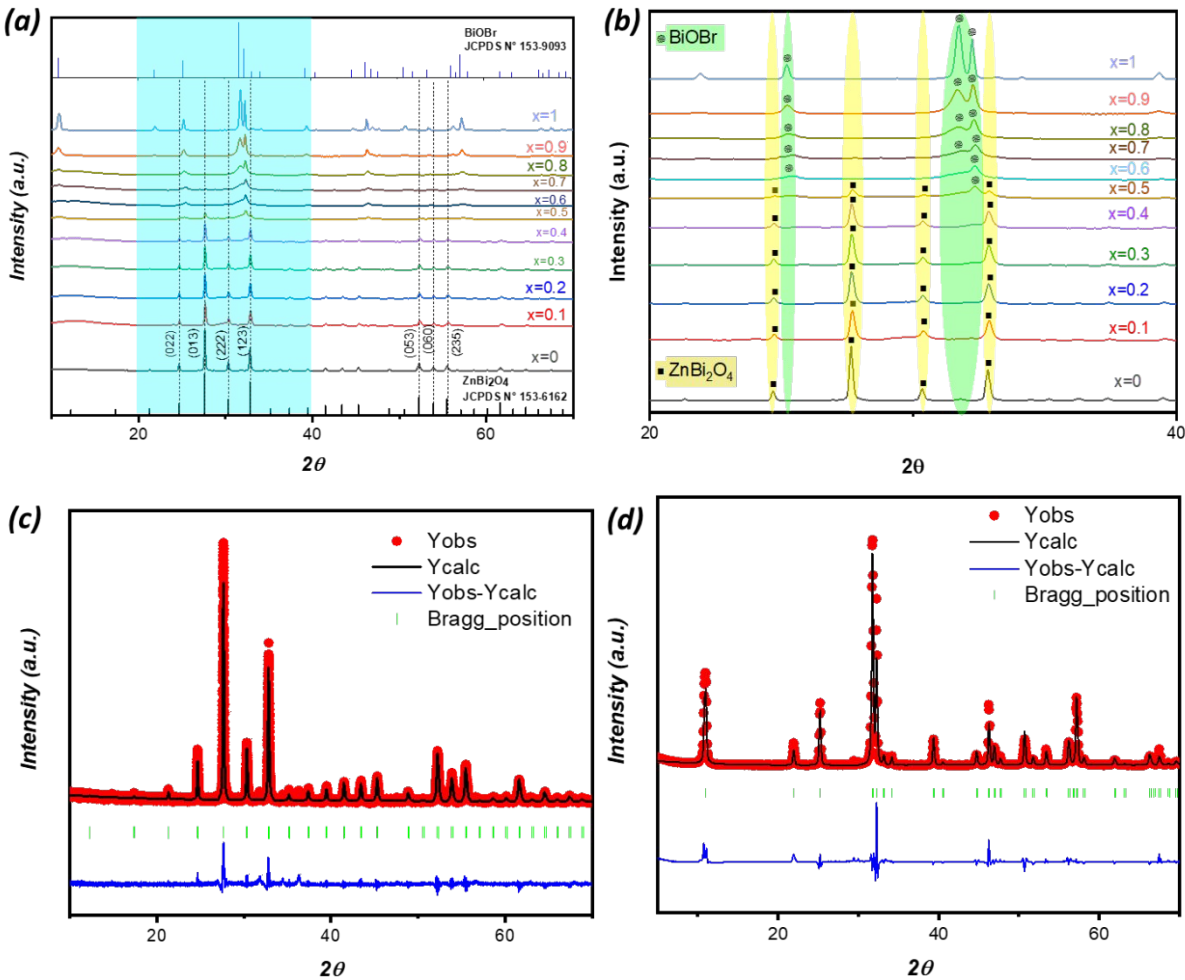 (a)
BiOBr
JCPDS N° 153-9093
x=1
x=0.9
x=0.8
x=0.7
x=0.6
x=0.5
x=0.4
x=0.3
x=0.2
x=0.1
(022)
(013)
(222)
(123)
(053)
(060)
(235)
x=0
ZnBi₂O₄
JCPDS N° 153-6162
20
40
60
2θ
Intensity (a.u.)
(b)
BiOBr
x=1
x=0.9
x=0.8
x=0.7
x=0.6
x=0.5
x=0.4
x=0.3
x=0.2
x=0.1
ZnBi₂O₄
x=0
20
40
2θ
Intensity (a.u.)
(c)
Yobs
Ycalc
Yobs-Ycalc
Bragg_position
Intensity (a.u.)
20
40
60
2θ
(d)
Yobs
Ycalc
Yobs-Ycalc
Bragg_position
Intensity (a.u.)
20
40
60
2θ